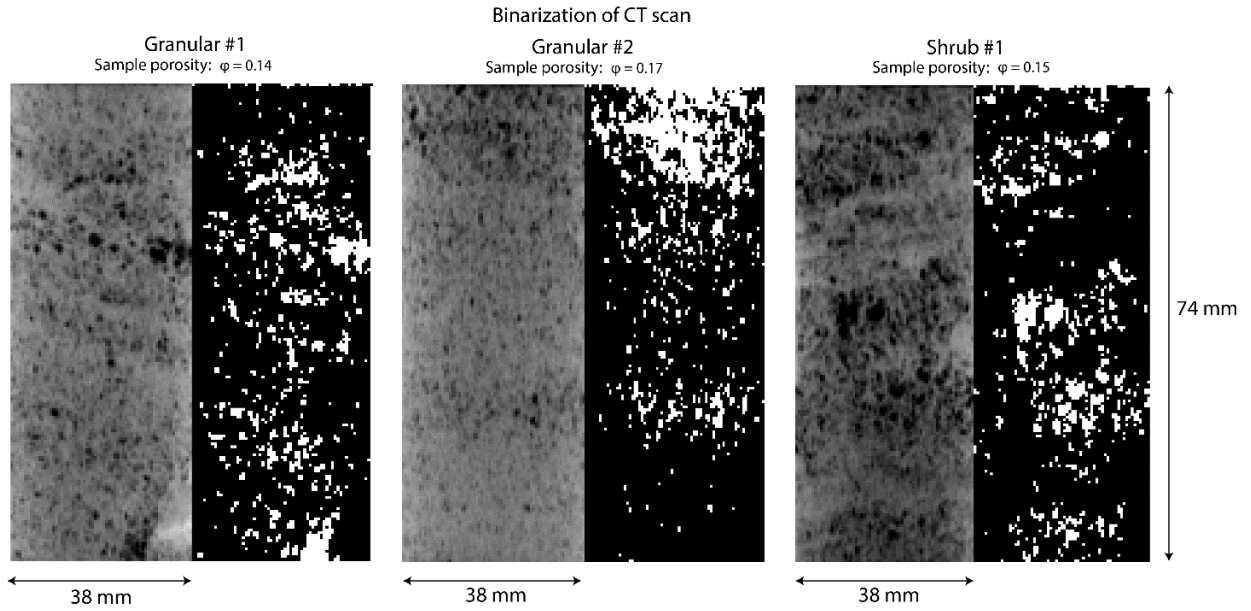 Binarization of CT scan
Granular #1
Sample porosity: φ = 0.14
Granular #2
Sample porosity: φ = 0.17
Shrub #1
Sample porosity: φ = 0.15
74 mm
38 mm
38 mm
38 mm